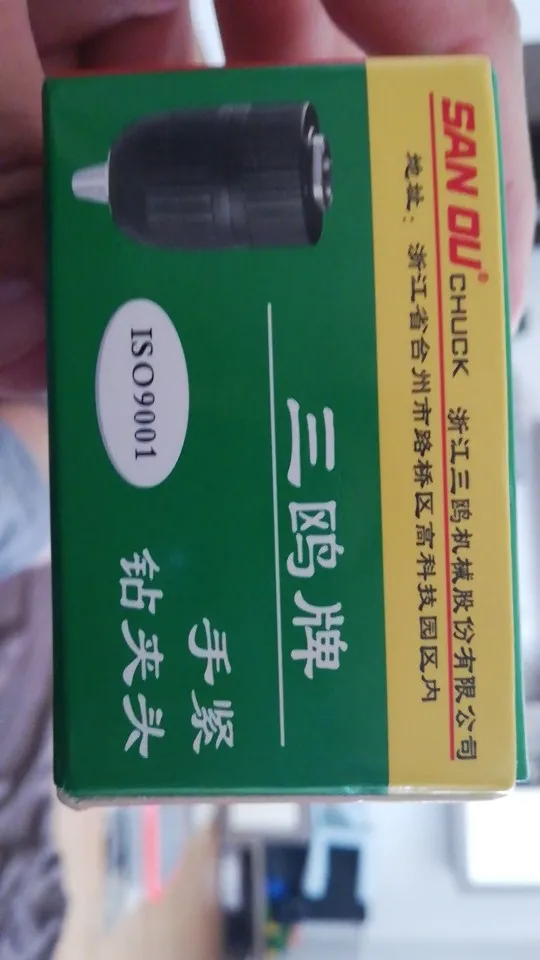 SAN OU® CHUCK 浙江三鸥机械股份有限公司
地址：浙江省台州市路桥区高科技园区内
三鸥牌
手紧
钻夹头
ISO9001